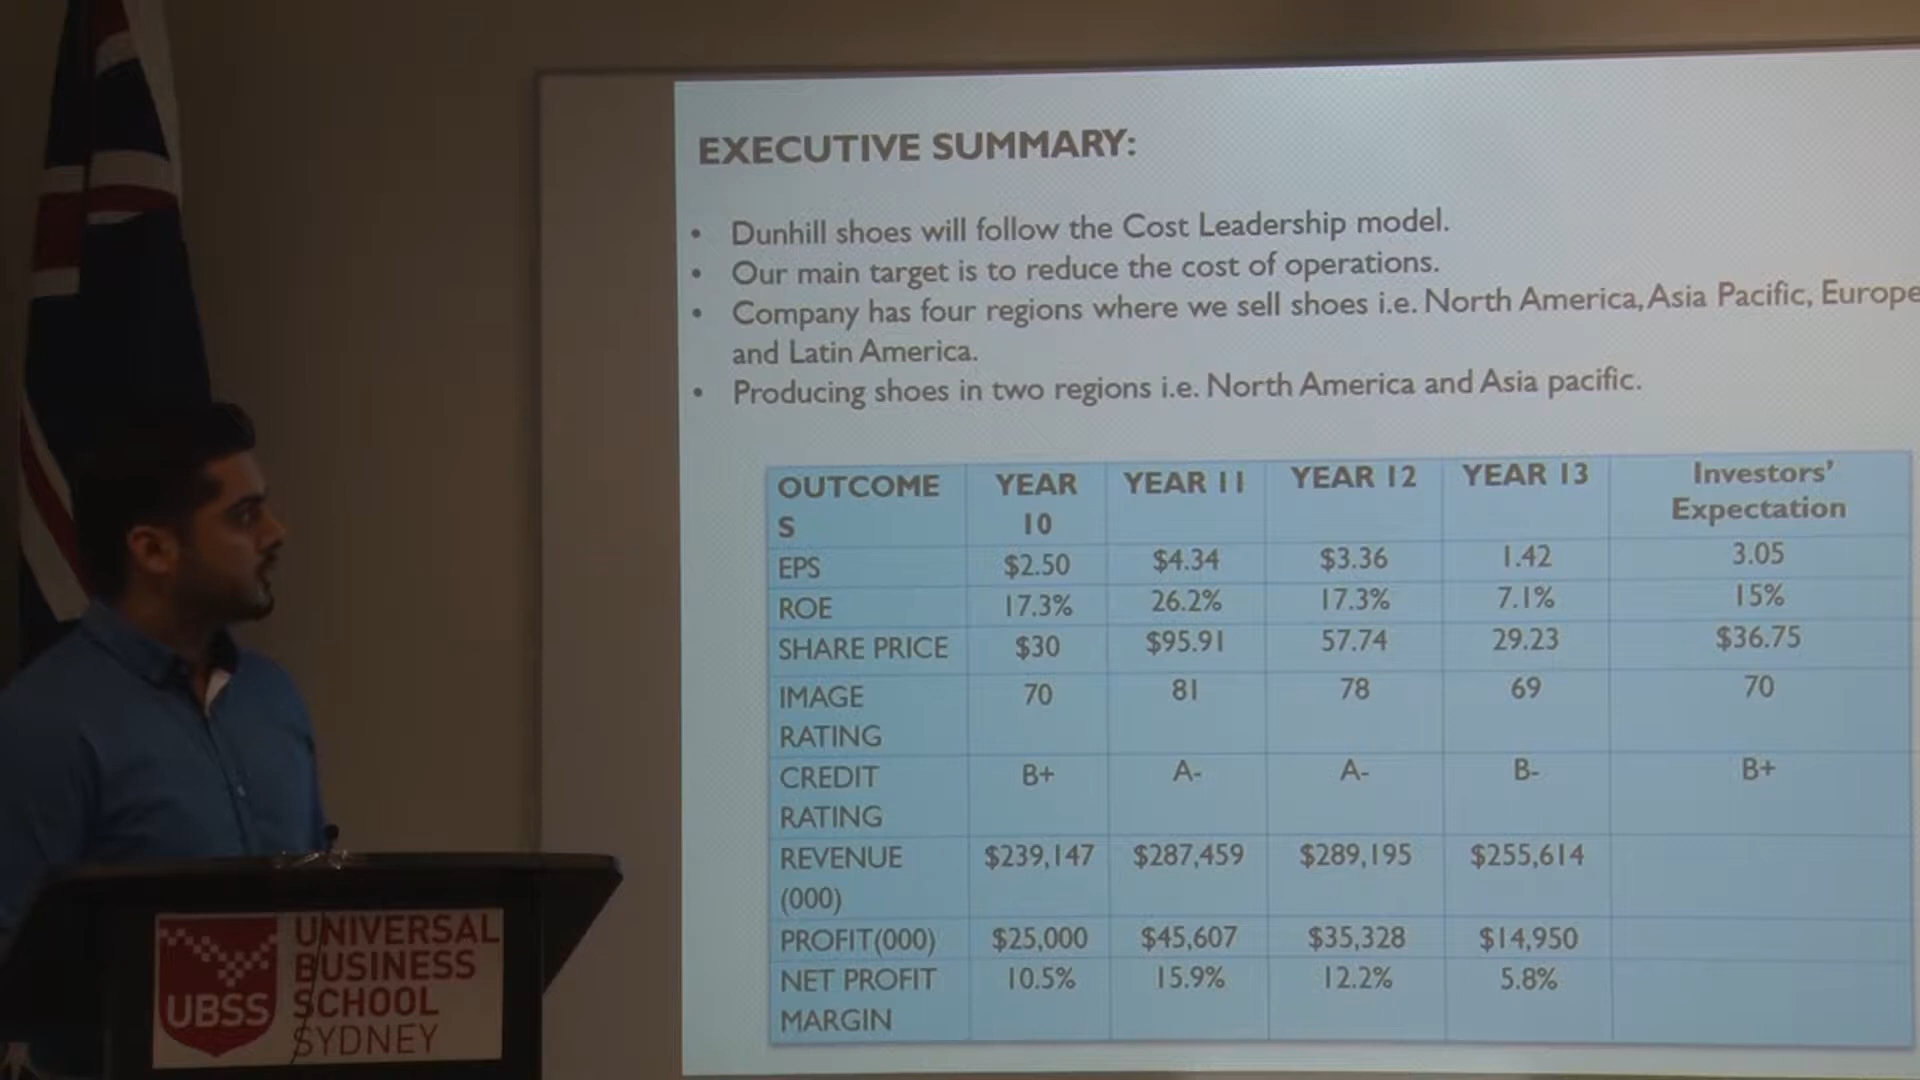 EXECUTIVE SUMMARY:
• Dunhill shoes will follow the Cost Leadership model.
• Our main target is to reduce the cost of operations.
• Company has four regions where we sell shoes i.e. North America, Asia Pacific, Europe
and Latin America.
• Producing shoes in two regions i.e. North America and Asia pacific.
OUTCOME
S
YEAR
10
YEAR 11
YEAR 12
YEAR 13
Investors'
Expectation
EPS $2.50 $4.34 $3.36 1.42 3.05
ROE 17.3% 26.2% 17.3% 7.1% 15%
SHARE PRICE $30 $95.91 57.74 29.23 $36.75
IMAGE
RATING
70 81 78 69 70
CREDIT
RATING
B+ A- A- B- B+
REVENUE
(000)
$239,147 $287,459 $289,195 $255,614
PROFIT(000) $25,000 $45,607 $35,328 $14,950
NET PROFIT
MARGIN
10.5% 15.9% 12.2% 5.8%
UBSS
UNIVERSAL
BUSINESS
SCHOOL
SYDNEY